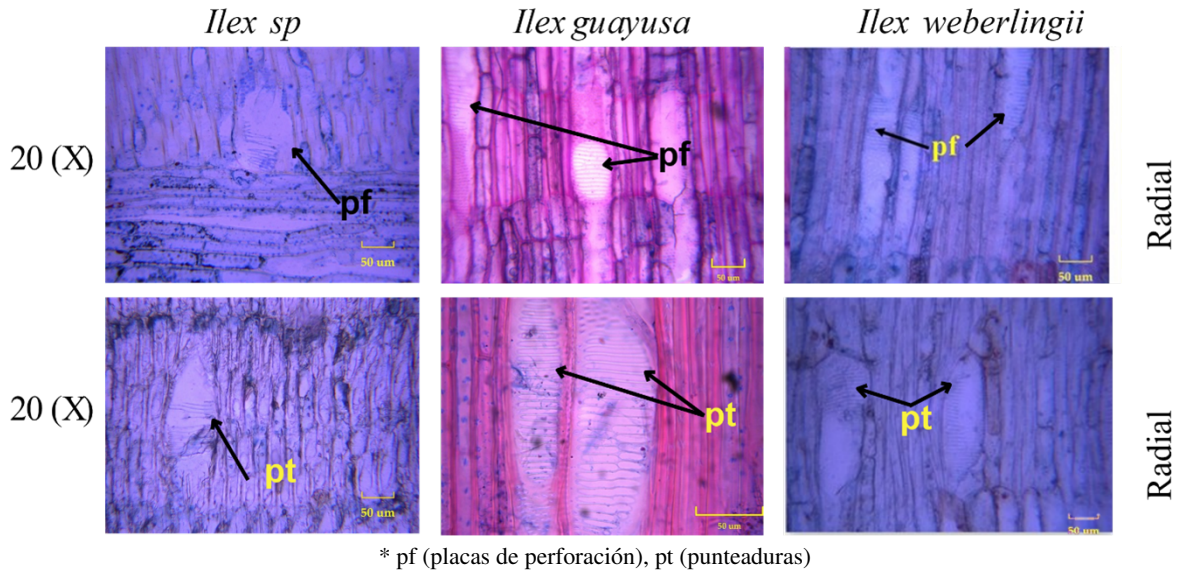 Ilex sp Ilex guayusa Ilex weberlingii
20 (X) pf 50 um pf 50 um pf 50 um Radial
20 (X) pt 50 um pt 50 um pt 50 um Radial
* pf (placas de perforación), pt (punteaduras)